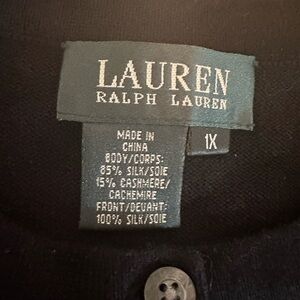 LAUREN
RALPH LAUREN
MADE IN
CHINA
BODY/CORPS:
85% SILK/SOIE
15% CASHMERE/
CACHEMIRE
FRONT/DEVANT:
100% SILK/SOIE
1X